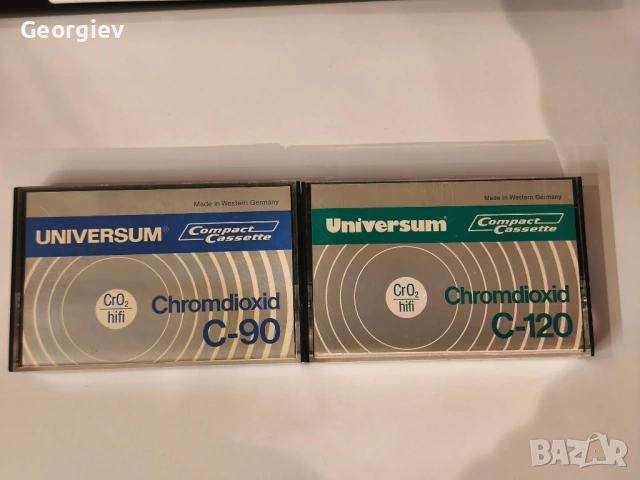 Georgiev
Made in Western Germany
UNIVERSUM®
Compact
Cassette
CrO2
hifi
Chromdioxid
C-90
Made in Western Germany
Universum®
Compact
Cassette
CrO2
hifi
Chromdioxid
C-120
BAZAR